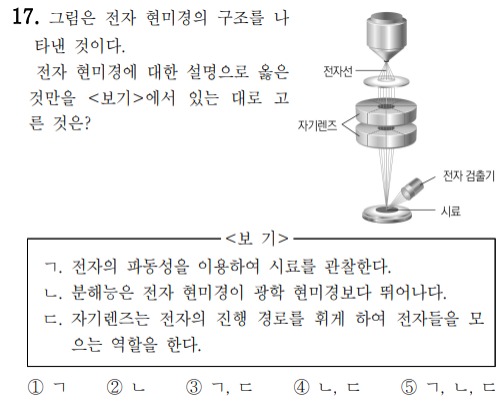 17. 그림은 전자 현미경의 구조를 나
타낸 것이다.
전자 현미경에 대한 설명으로 옳은
것만을 <보기>에서 있는 대로 고
른 것은?
전자선
자기렌즈
전자 검출기
시료
<보 기>
ㄱ. 전자의 파동성을 이용하여 시료를 관찰한다.
ㄴ. 분해능은 전자 현미경이 광학 현미경보다 뛰어나다.
ㄷ. 자기렌즈는 전자의 진행 경로를 휘게 하여 전자들을 모
으는 역할을 한다.
① ㄱ ② ㄴ ③ ㄱ, ㄷ ④ ㄴ, ㄷ ⑤ ㄱ, ㄴ, ㄷ